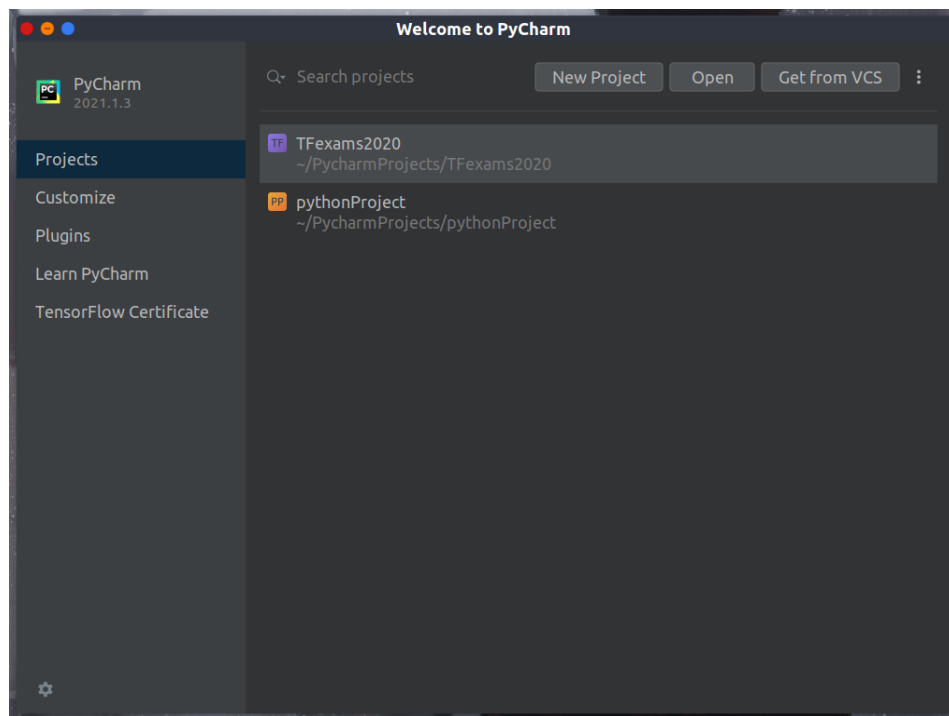 Welcome to PyCharm
PC
PyCharm
2021.1.3
Projects
Customize
Plugins
Learn PyCharm
TensorFlow Certificate
Search projects
New Project
Open
Get from VCS
TF
TFexams2020
~/PycharmProjects/TFexams2020
PP
pythonProject
~/PycharmProjects/pythonProject